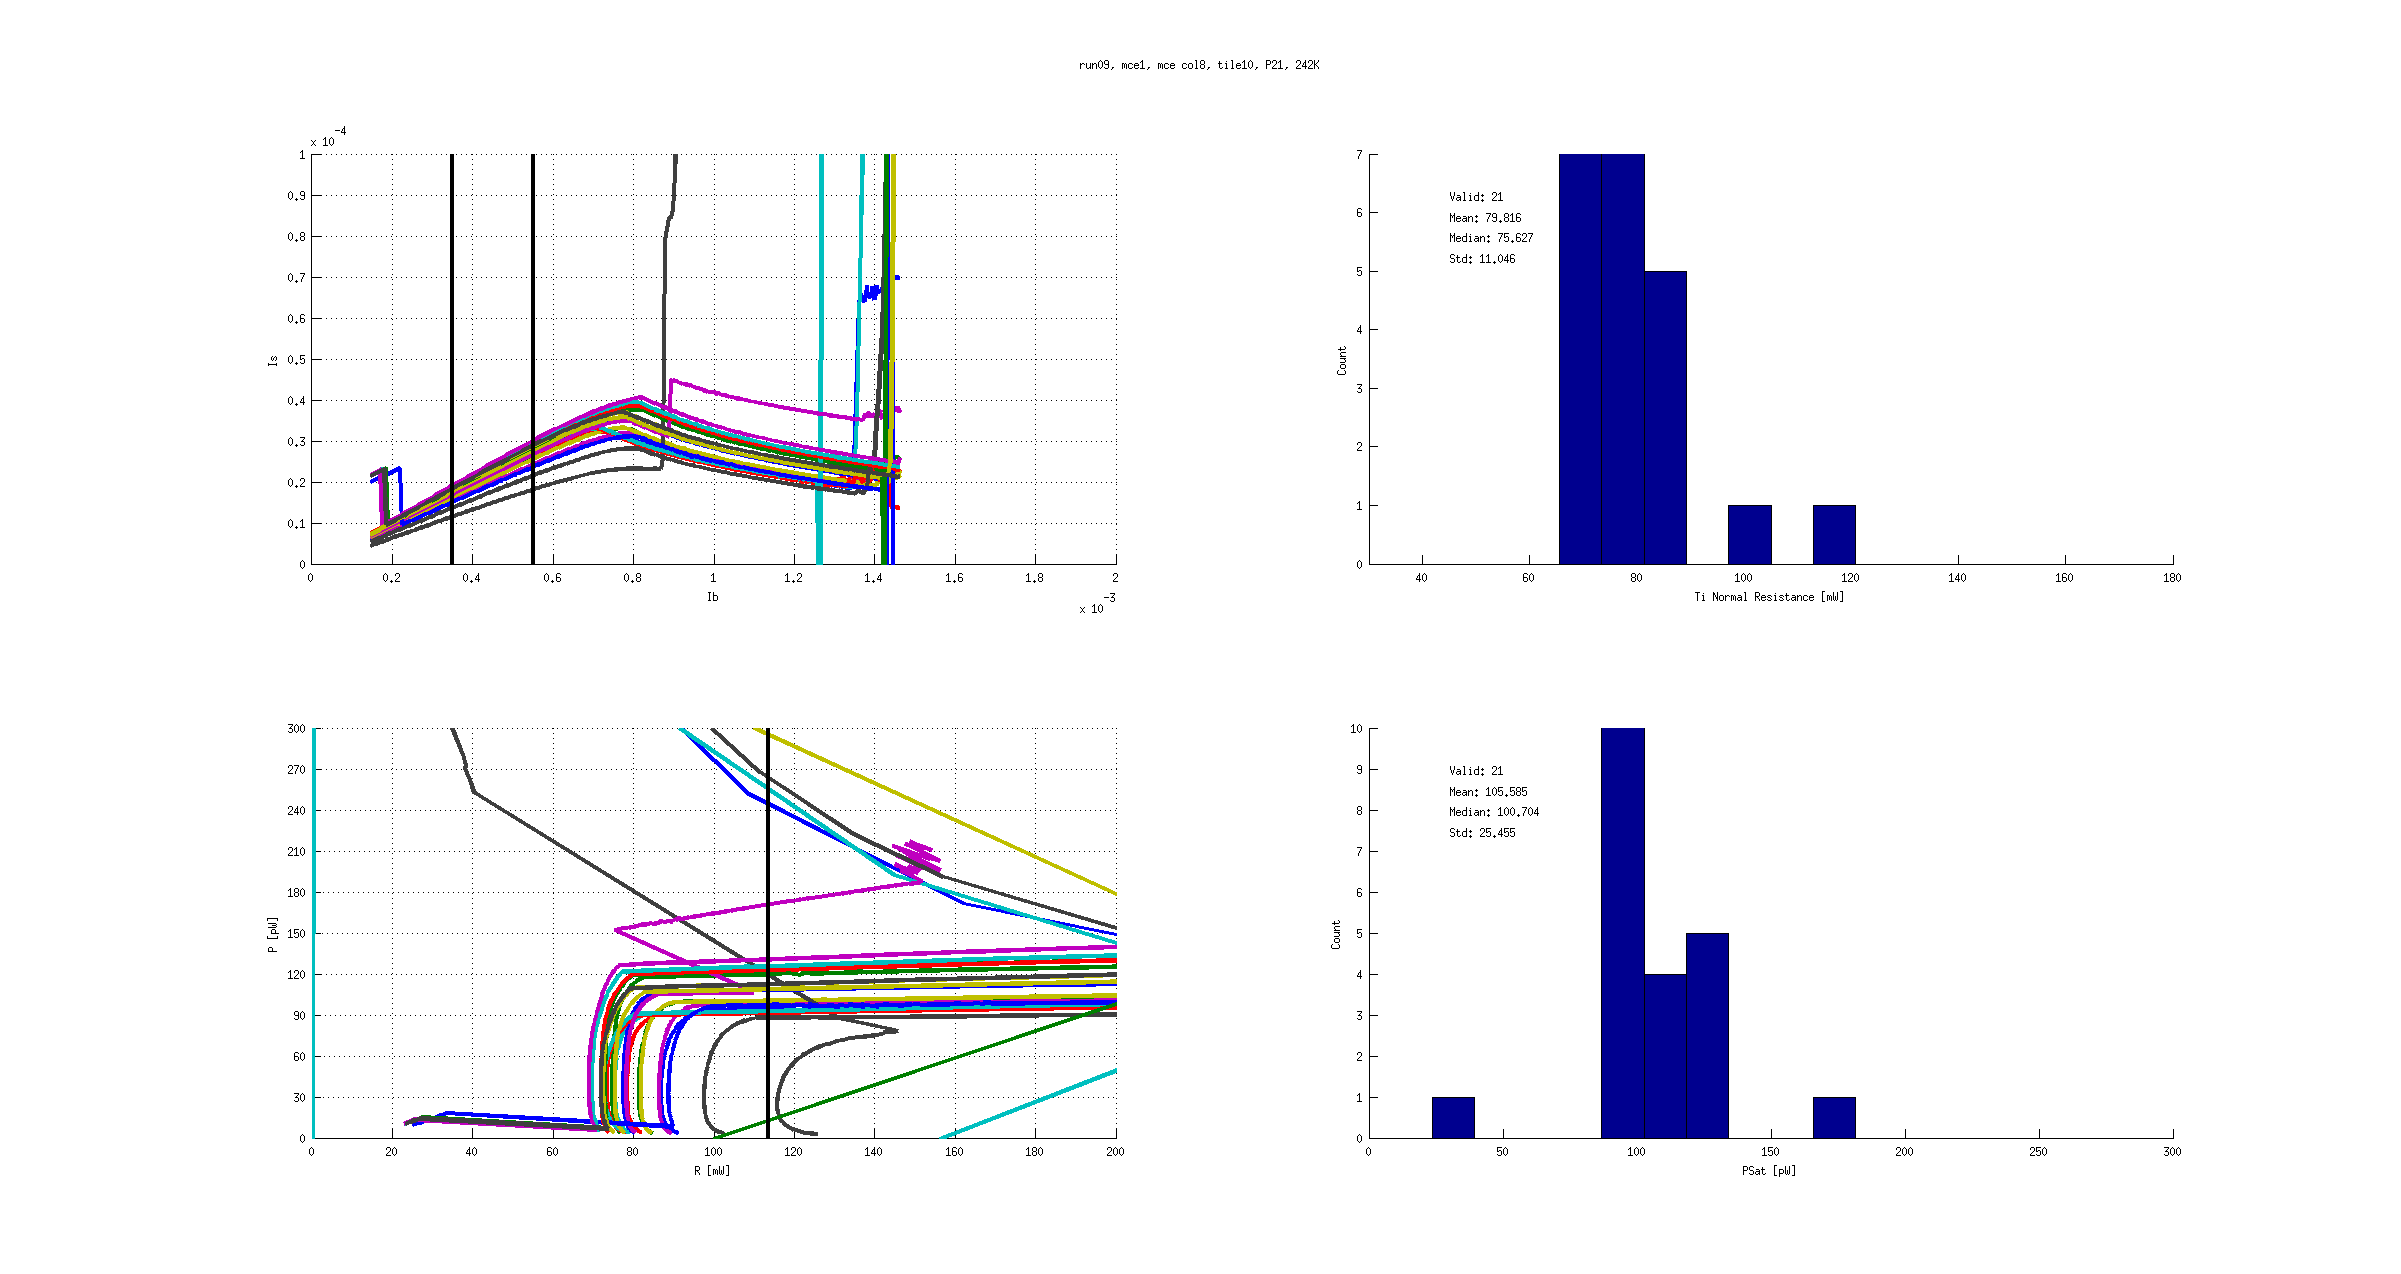 run09, mce1, mce col8, tile10, P21, 242K
x 10^-4
1
0.9
0.8
0.7
0.6
0.5
0.4
0.3
0.2
0.1
0
Is
0 0.2 0.4 0.6 0.8 1 1.2 1.4 1.6 1.8 2
Ib
x 10^-3
7
6
5
4
3
2
1
0
Count
Valid: 21
Mean: 79.816
Median: 75.627
Std: 11.046
40 60 80 100 120 140 160 180
Ti Normal Resistance [mW]
300
270
240
210
180
150
120
90
60
30
0
P [pW]
0 20 40 60 80 100 120 140 160 180 200
R [mW]
10
9
8
7
6
5
4
3
2
1
0
Count
Valid: 21
Mean: 105.585
Median: 100.704
Std: 25.455
0 50 100 150 200 250 300
PSat [pW]